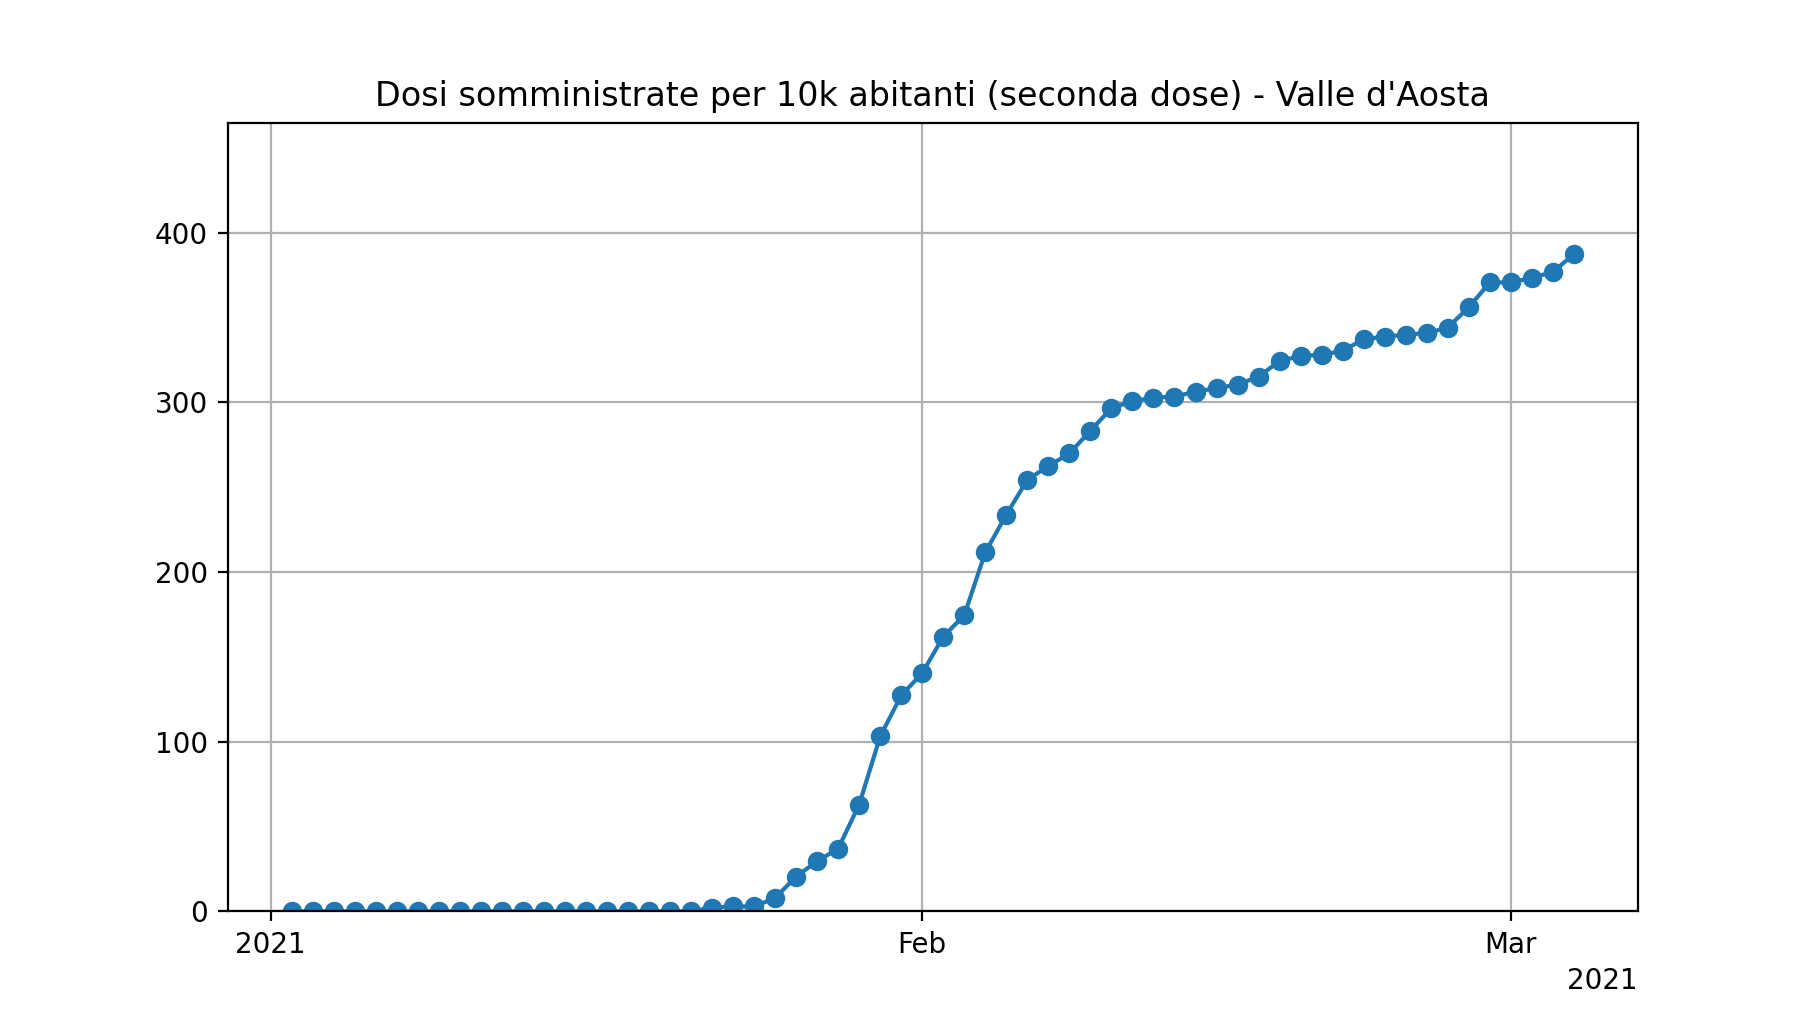 Dosi somministrate per 10k abitanti (seconda dose) - Valle d'Aosta
400
300
200
100
0
2021
Feb
Mar
2021